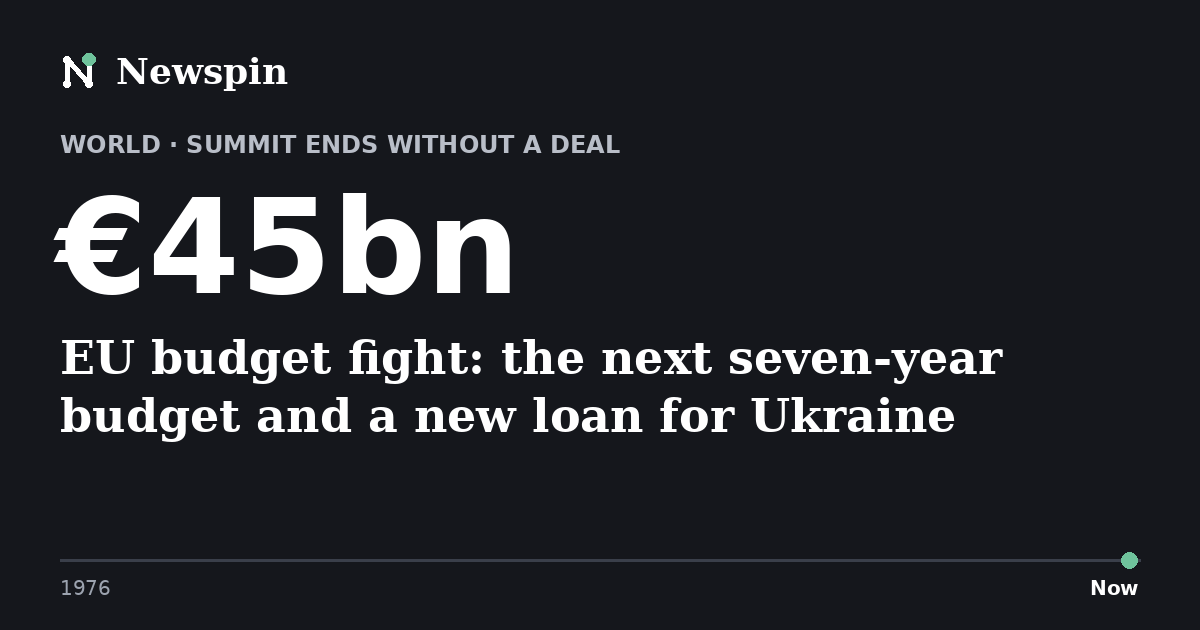 Newspin
WORLD · SUMMIT ENDS WITHOUT A DEAL
€45bn
EU budget fight: the next seven-year
budget and a new loan for Ukraine
1976
Now